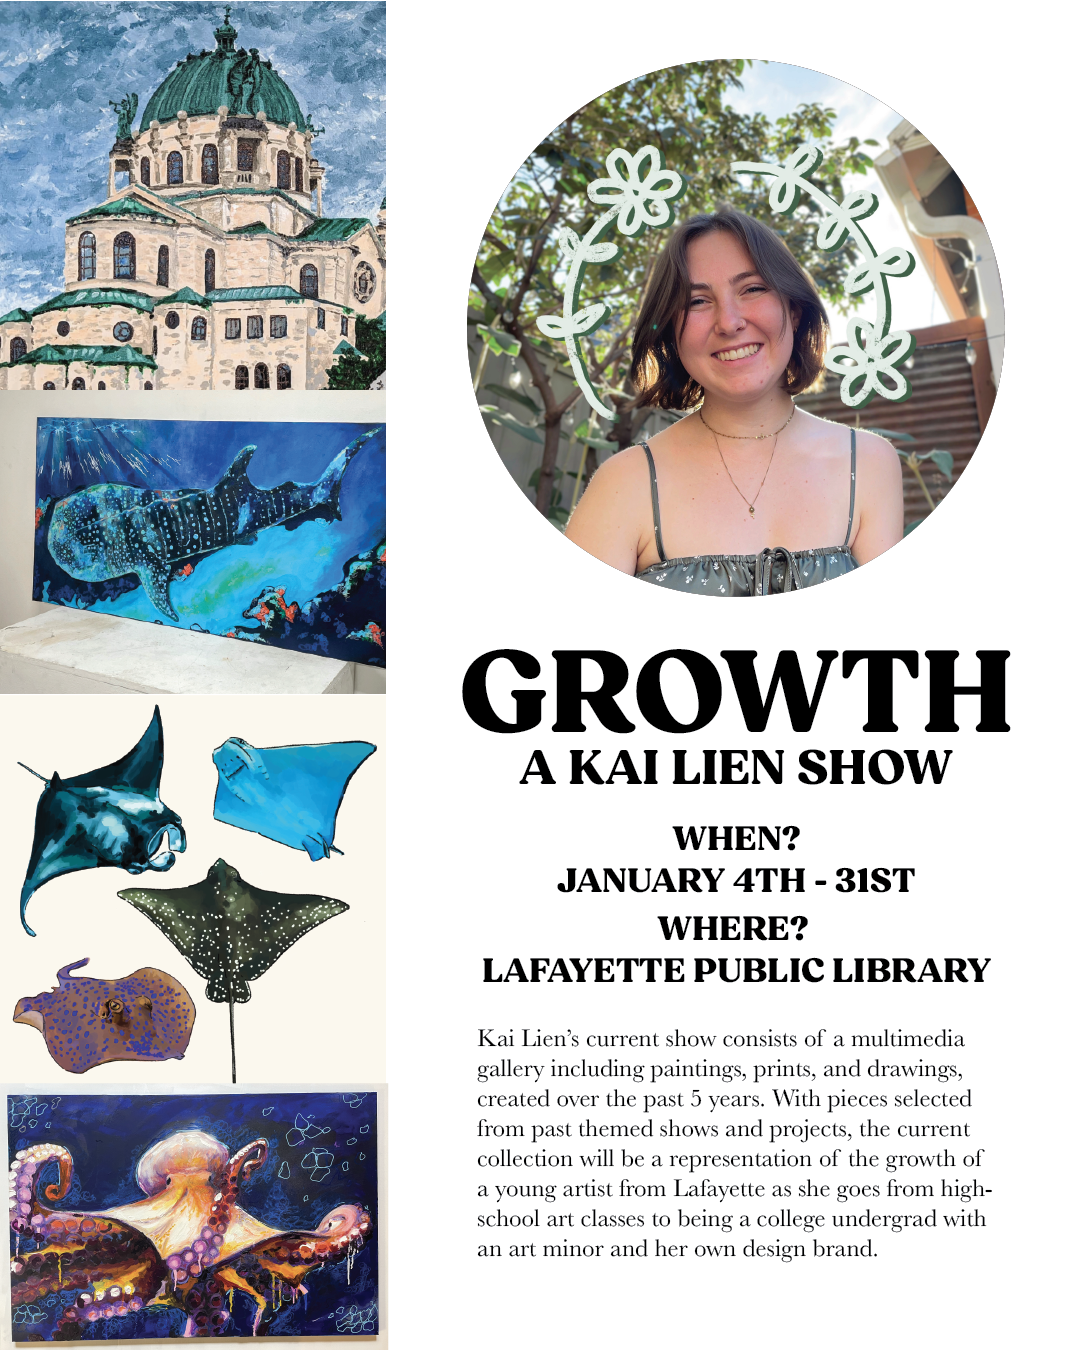 GROWTH
A KAI LIEN SHOW
WHEN?
JANUARY 4TH - 31ST
WHERE?
LAFAYETTE PUBLIC LIBRARY
Kai Lien’s current show consists of a multimedia
gallery including paintings, prints, and drawings,
created over the past 5 years. With pieces selected
from past themed shows and projects, the current
collection will be a representation of the growth of
a young artist from Lafayette as she goes from high-
school art classes to being a college undergrad with
an art minor and her own design brand.